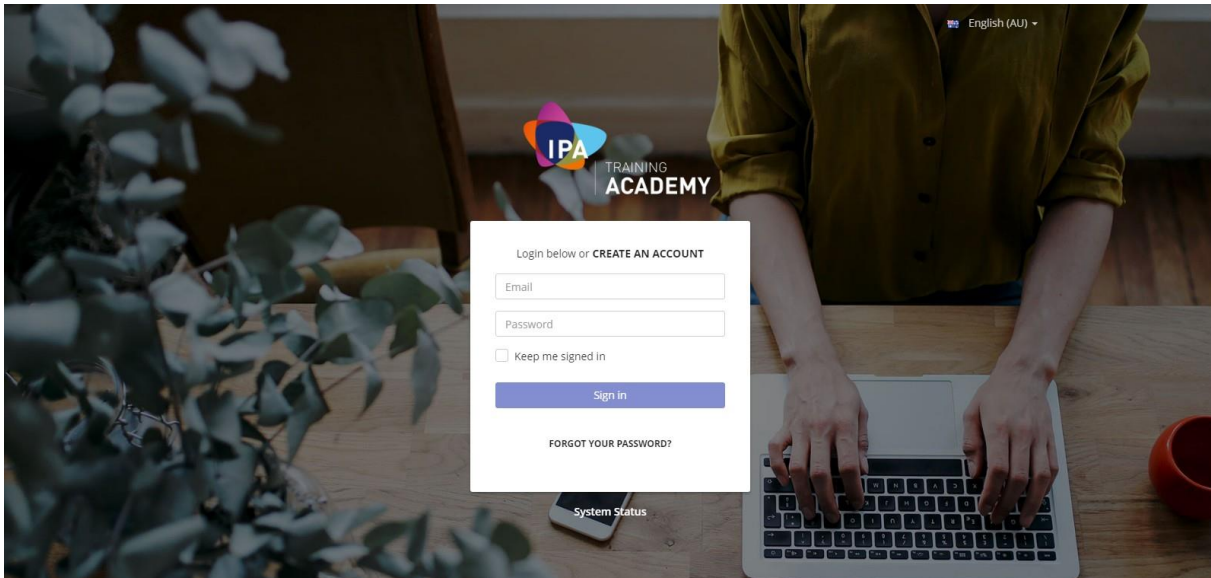 English (AU)
IPA
TRAINING
ACADEMY
Login below or CREATE AN ACCOUNT
Email
Password
Keep me signed in
Sign in
FORGOT YOUR PASSWORD?
System Status